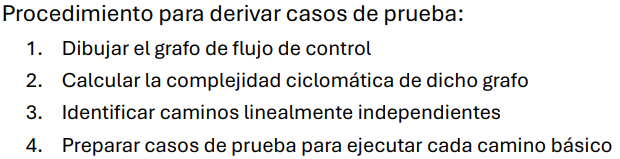 Procedimiento para derivar casos de prueba:
1. Dibujar el grafo de flujo de control
2. Calcular la complejidad ciclomática de dicho grafo
3. Identificar caminos linealmente independientes
4. Preparar casos de prueba para ejecutar cada camino básico